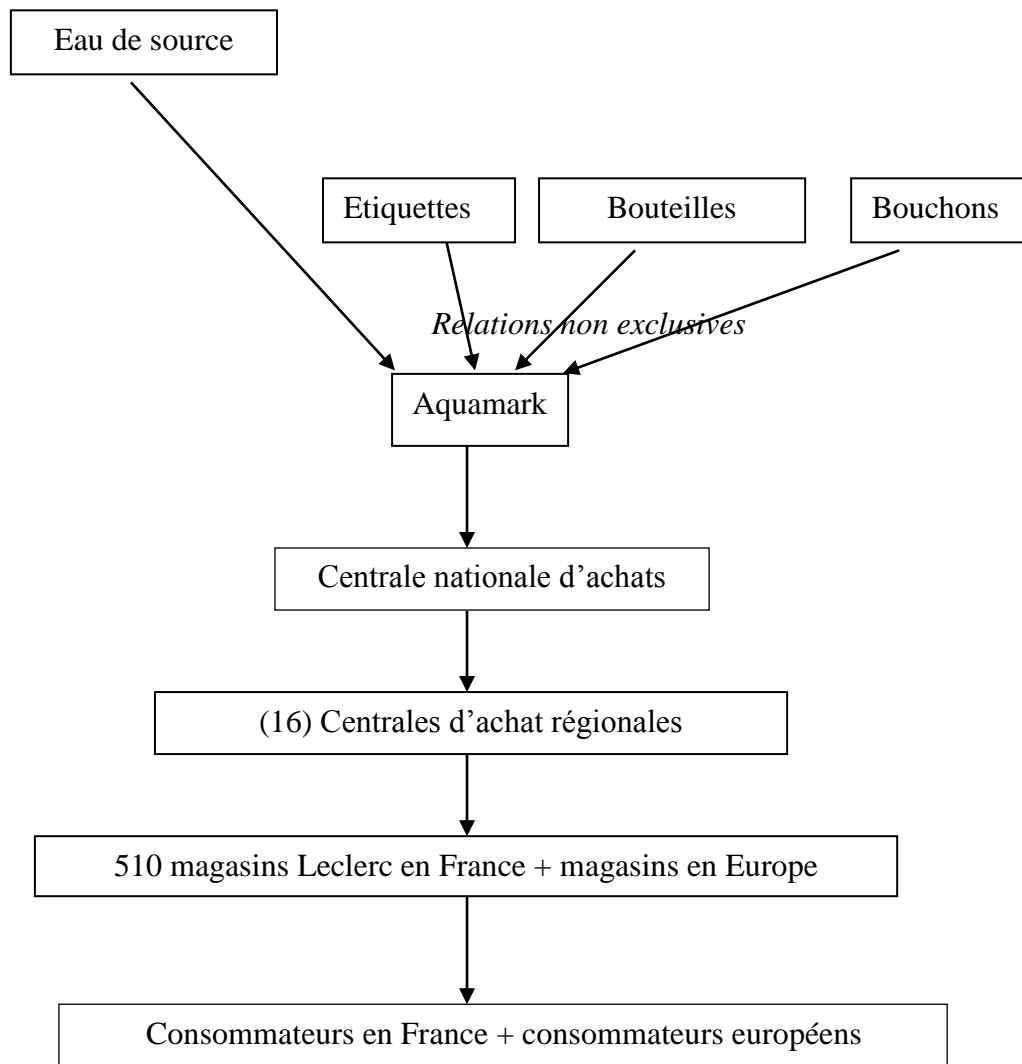 Eau de source
Etiquettes
Bouteilles
Bouchons
Relations non exclusives
Aquamark
Centrale nationale d’achats
(16) Centrales d’achat régionales
510 magasins Leclerc en France + magasins en Europe
Consommateurs en France + consommateurs européens